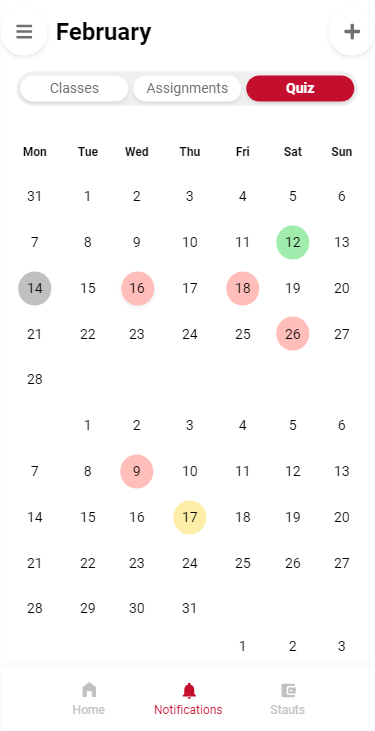 February
Classes Assignments Quiz
Mon Tue Wed Thu Fri Sat Sun
31 1 2 3 4 5 6
7 8 9 10 11 12 13
14 15 16 17 18 19 20
21 22 23 24 25 26 27
28
1 2 3 4 5 6
7 8 9 10 11 12 13
14 15 16 17 18 19 20
21 22 23 24 25 26 27
28 29 30 31
1 2 3
Home Notifications Stauts